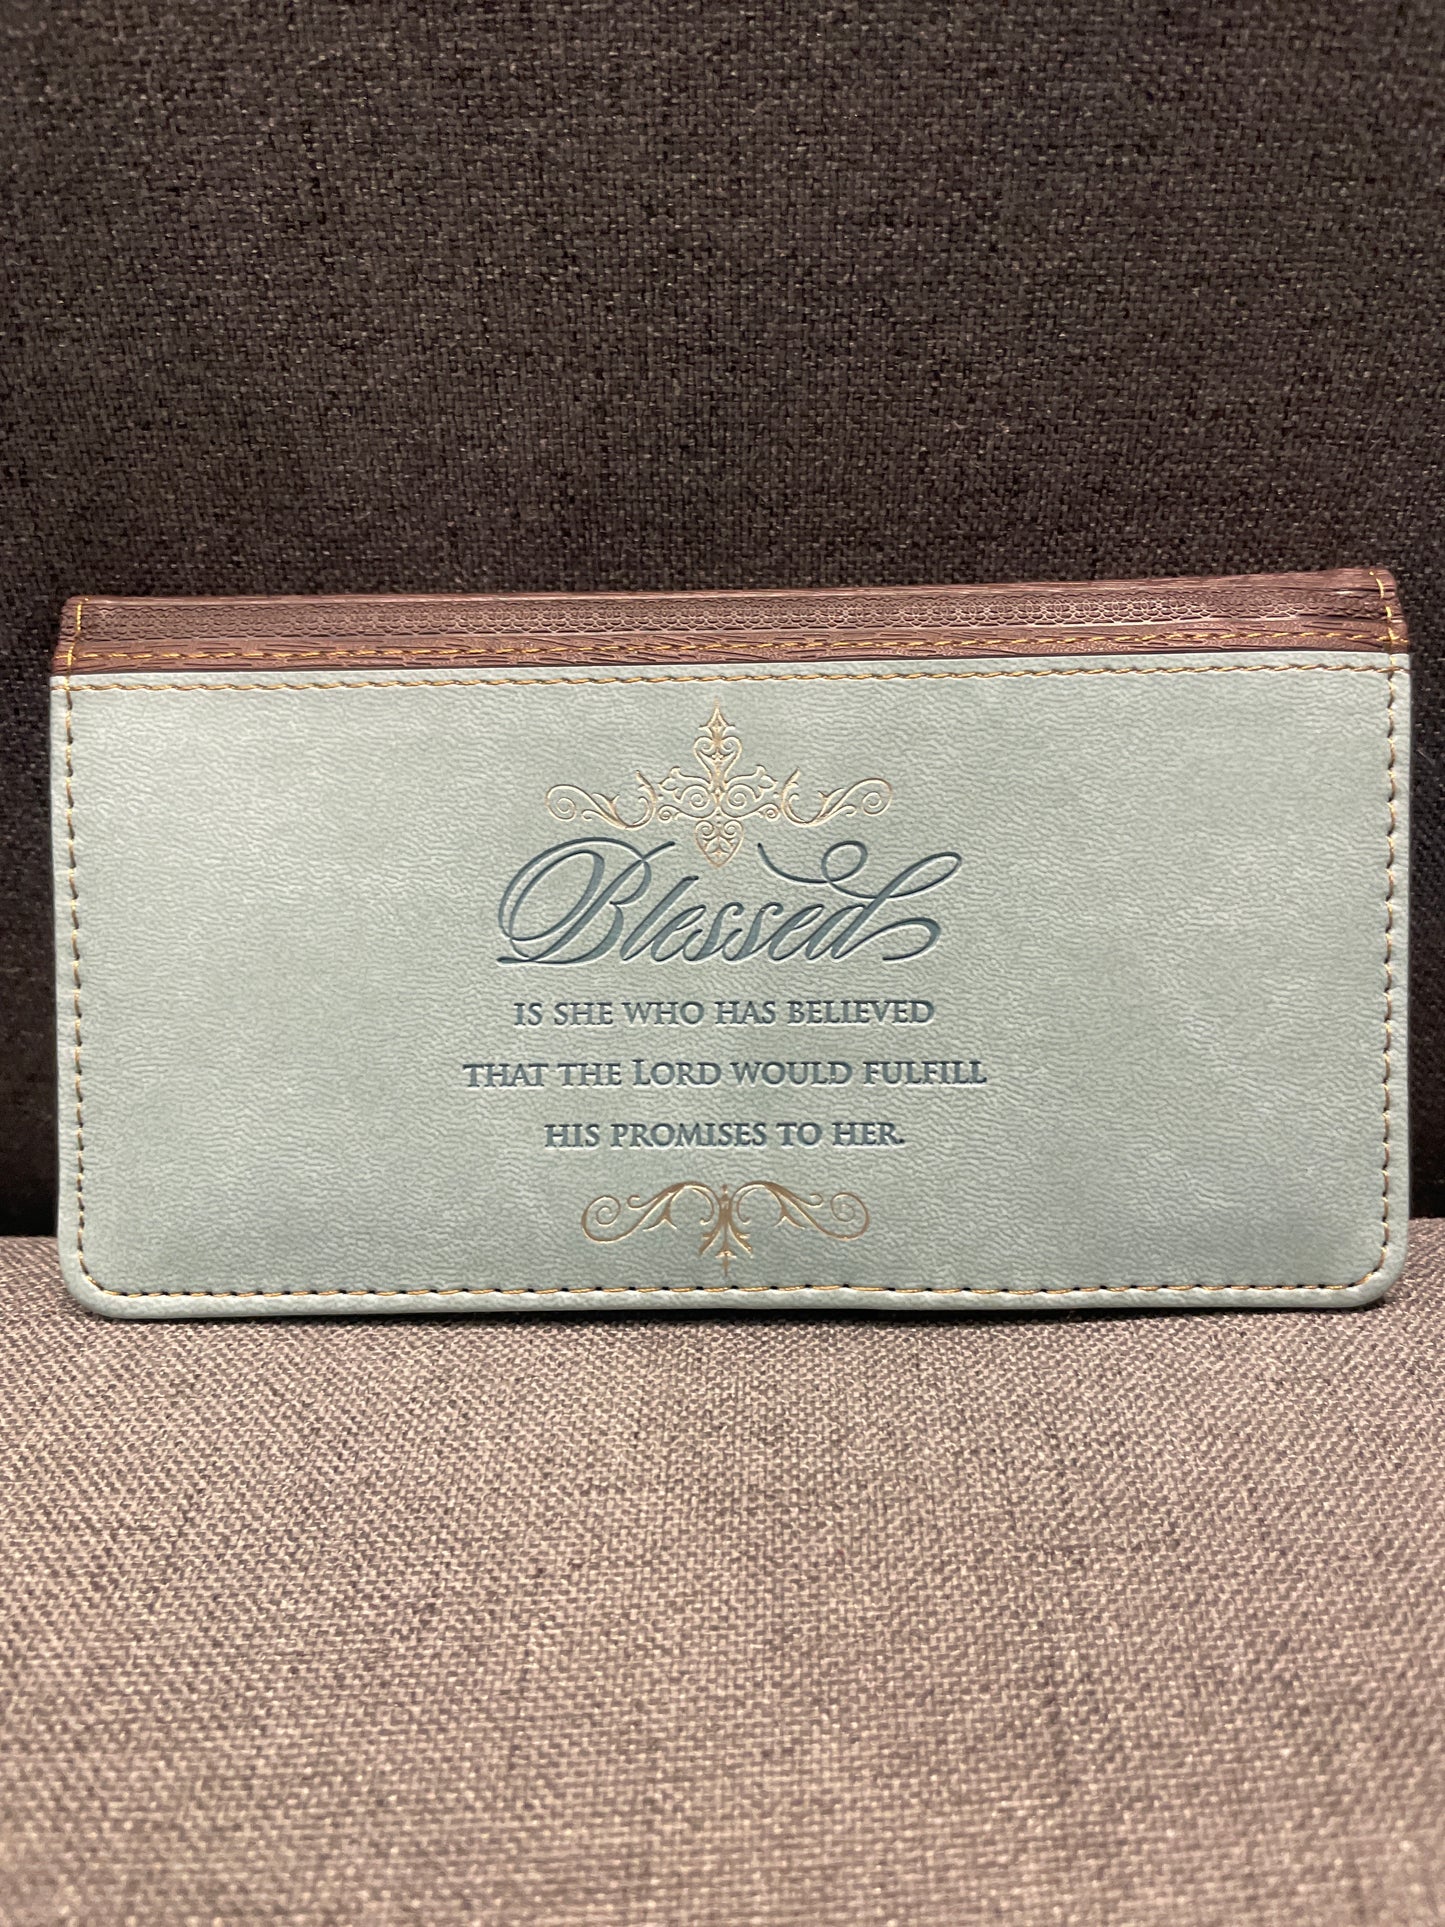 Blessed
IS SHE WHO HAS BELIEVED
THAT THE LORD WOULD FULFILL
HIS PROMISES TO HER.